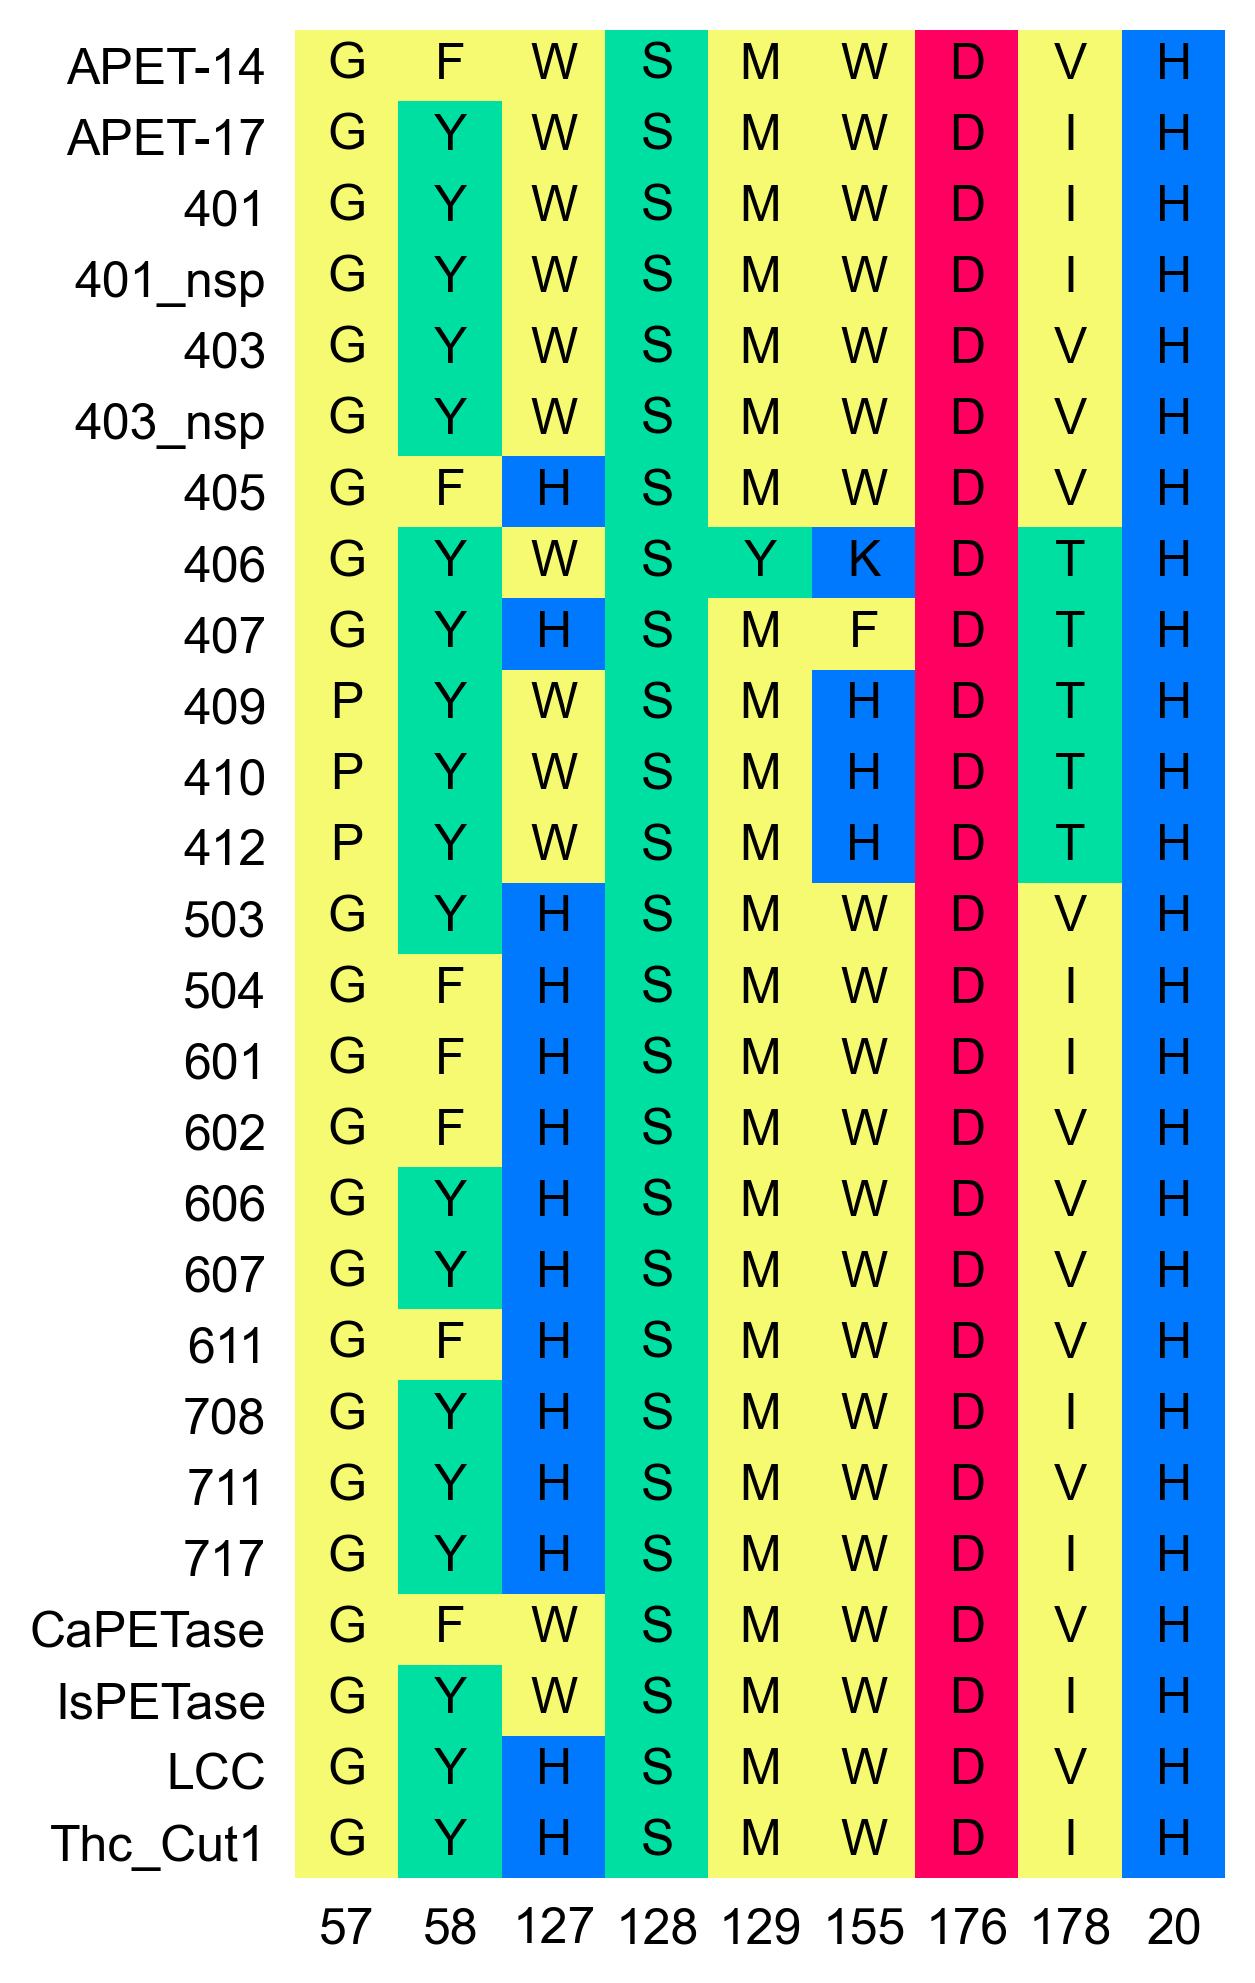 APET-14 G F W S M W D V H
APET-17 G Y W S M W D I H
401 G Y W S M W D I H
401_nsp G Y W S M W D I H
403 G Y W S M W D V H
403_nsp G Y W S M W D V H
405 G F H S M W D V H
406 G Y W S Y K D T H
407 G Y H S M F D T H
409 P Y W S M H D T H
410 P Y W S M H D T H
412 P Y W S M H D T H
503 G Y H S M W D V H
504 G F H S M W D I H
601 G F H S M W D I H
602 G F H S M W D V H
606 G Y H S M W D V H
607 G Y H S M W D V H
611 G F H S M W D V H
708 G Y H S M W D I H
711 G Y H S M W D V H
717 G Y H S M W D I H
CaPETase G F W S M W D V H
IsPETase G Y W S M W D I H
LCC G Y H S M W D V H
Thc_Cut1 G Y H S M W D I H
57 58 127 128 129 155 176 178 20